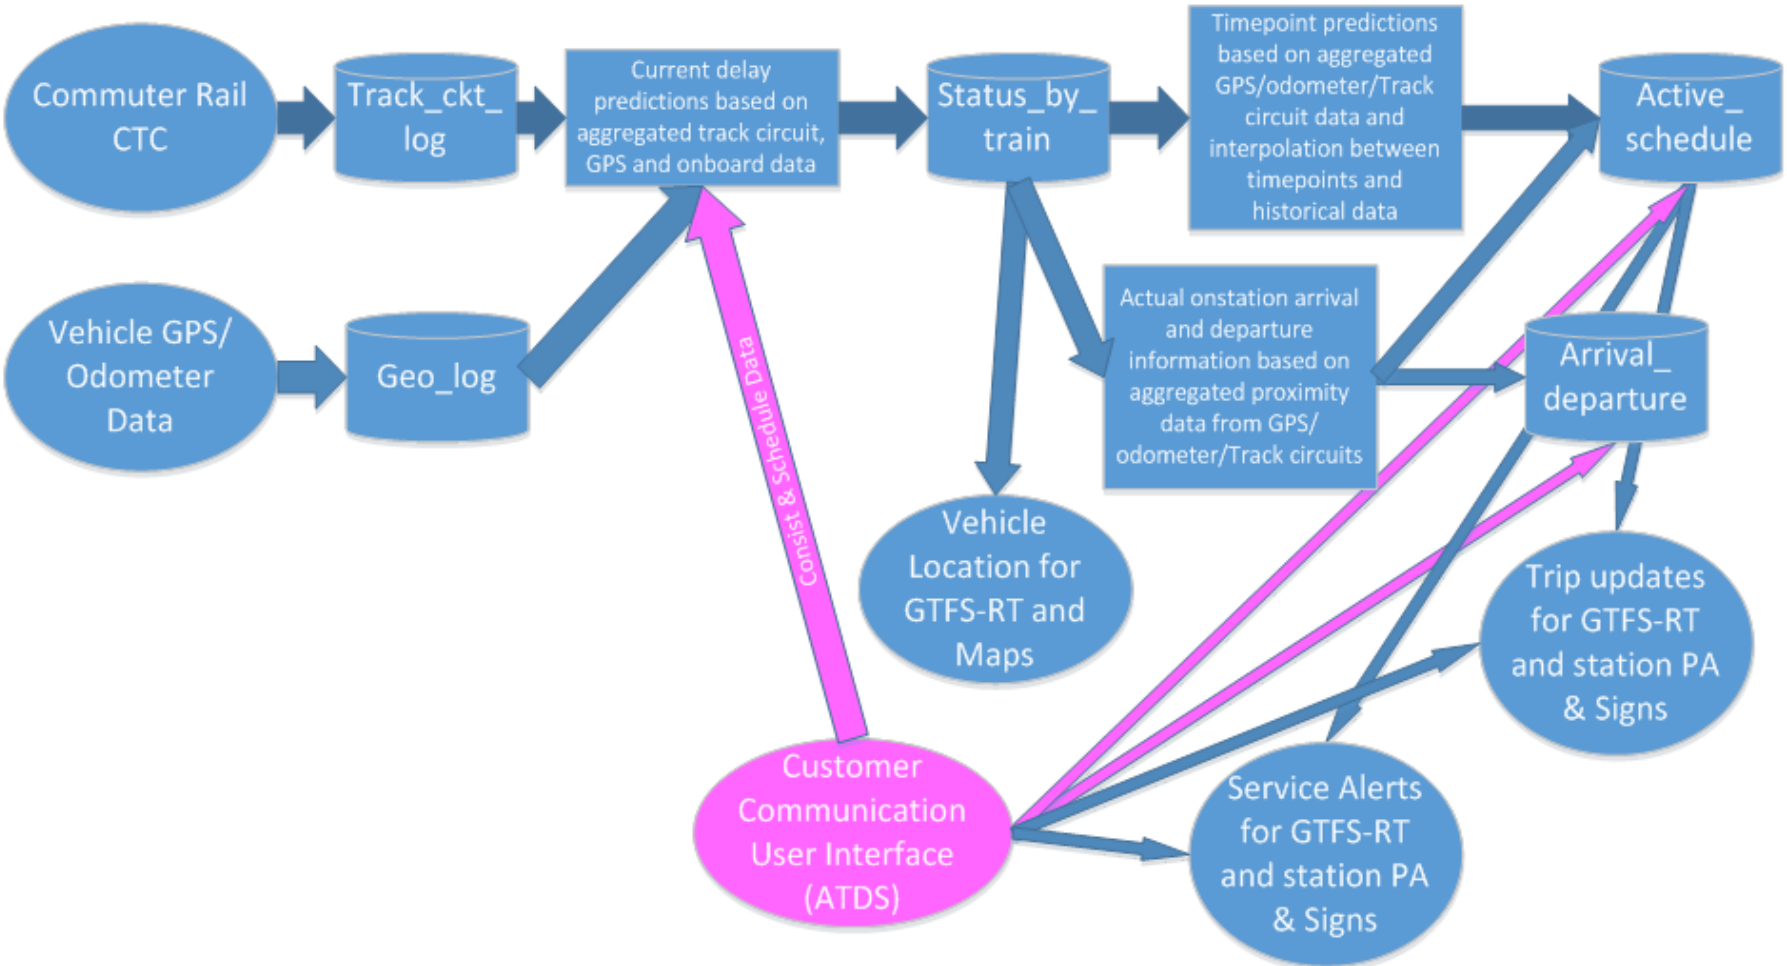 Commuter Rail
CTC
Track_ckt_
log
Current delay
predictions based on
aggregated track circuit,
GPS and onboard data
Status_by_
train
Timepoint predictions
based on aggregated
GPS/odometer/Track
circuit data and
interpolation between
timepoints and
historical data
Active_
schedule
Vehicle GPS/
Odometer
Data
Geo_log
Consist & Schedule Data
Actual onstation arrival
and departure
information based on
aggregated proximity
data from GPS/
odometer/Track circuits
Arrival_
departure
Vehicle
Location for
GTFS-RT and
Maps
Trip updates
for GTFS-RT
and station PA
& Signs
Customer
Communication
User Interface
(ATDS)
Service Alerts
for GTFS-RT
and station PA
& Signs